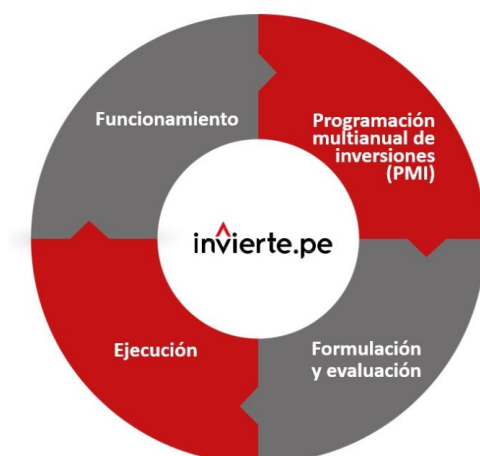 Funcionamiento
Programación
multianual de
inversiones
(PMI)
invierte.pe
Ejecución
Formulación
y evaluación